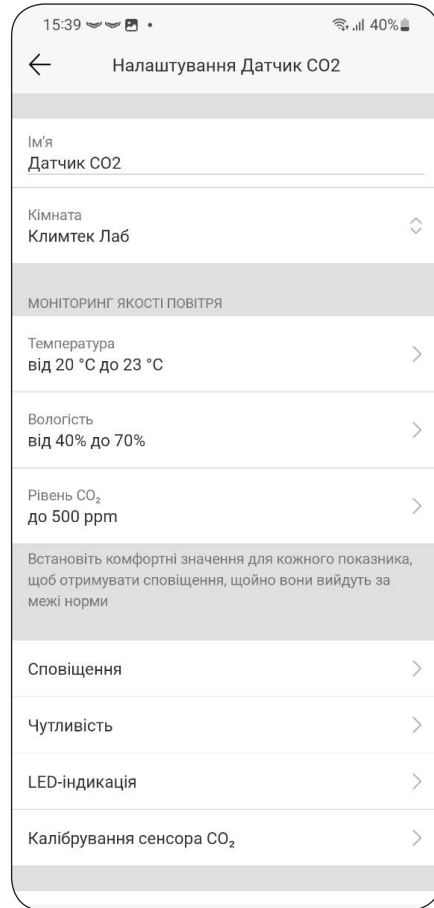 15:39 40%
Налаштування Датчик CO2
Ім'я
Датчик CO2
Кімната
Климтек Лаб
МОНІТОРИНГ ЯКОСТІ ПОВІТРЯ
Температура
від 20 °C до 23 °C
Вологість
від 40% до 70%
Рівень CO₂
до 500 ppm
Встановіть комфортні значення для кожного показника,
щоб отримувати сповіщення, щойно вони вийдуть за
межі норми
Сповіщення
Чутливість
LED-індикація
Калібрування сенсора CO₂